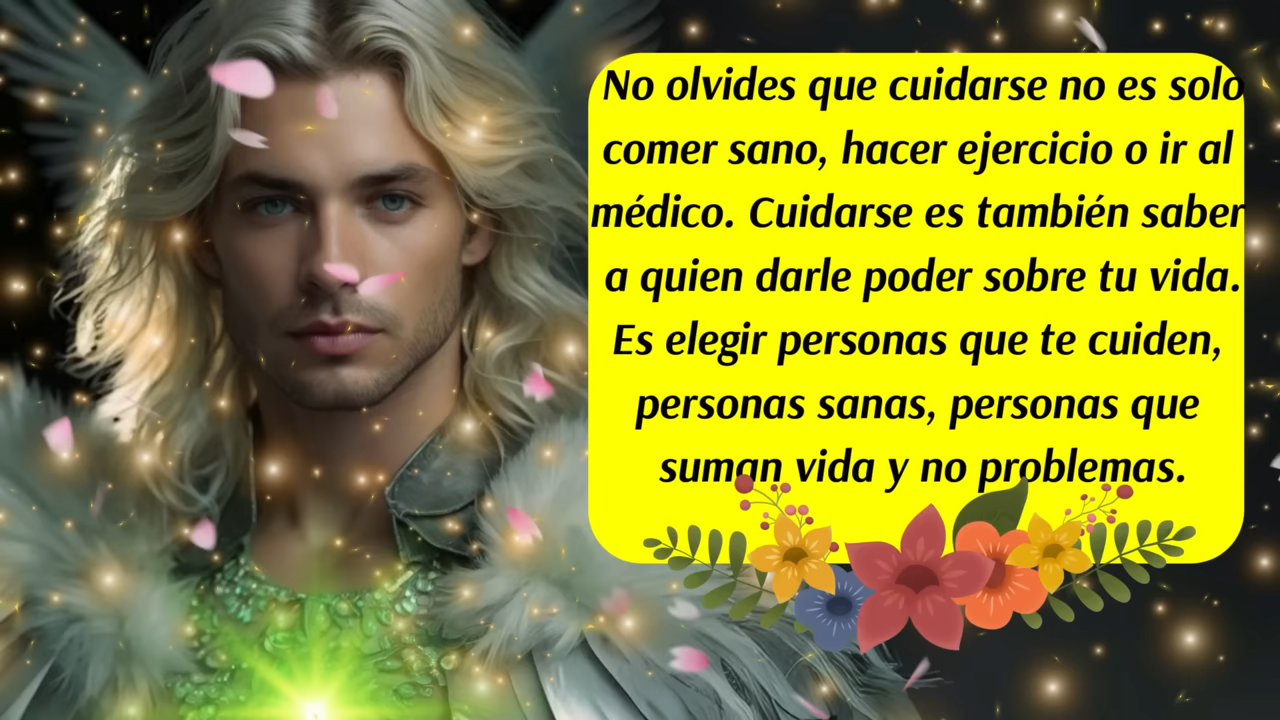 No olvides que cuidarse no es solo
comer sano, hacer ejercicio o ir al
médico. Cuidarse es también saber
a quien darle poder sobre tu vida.
Es elegir personas que te cuiden,
personas sanas, personas que
suman vida y no problemas.